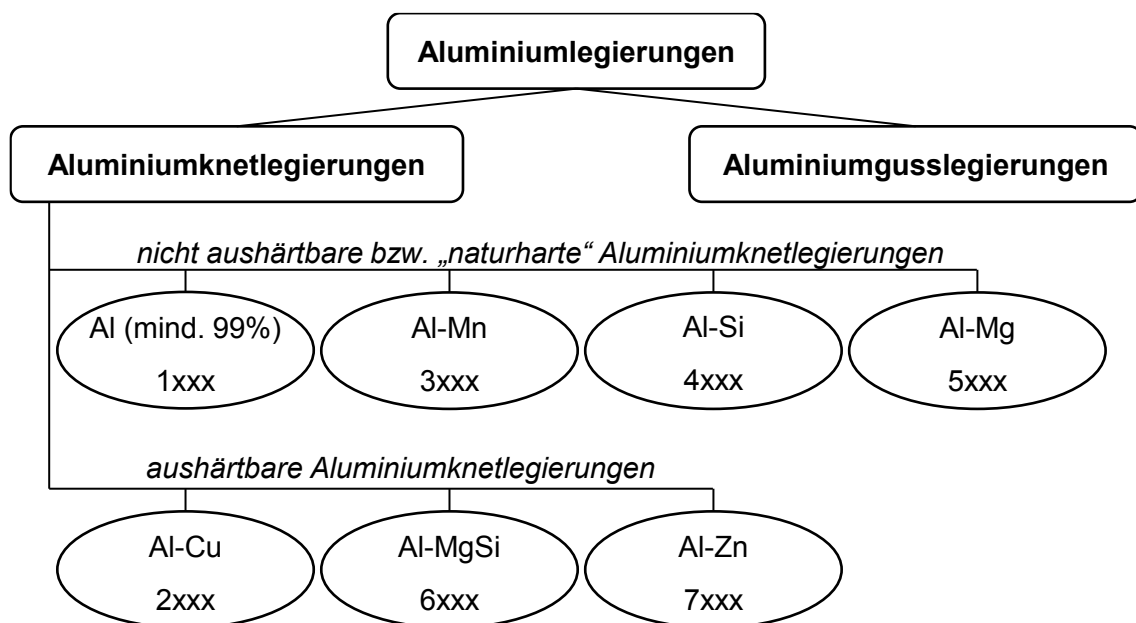 Aluminiumlegierungen
Aluminiumknetlegierungen
Aluminiumgusslegierungen
nicht aushärtbare bzw. „naturharte“ Aluminiumknetlegierungen
Al (mind. 99%)
1xxx
Al-Mn
3xxx
Al-Si
4xxx
Al-Mg
5xxx
aushärtbare Aluminiumknetlegierungen
Al-Cu
2xxx
Al-MgSi
6xxx
Al-Zn
7xxx